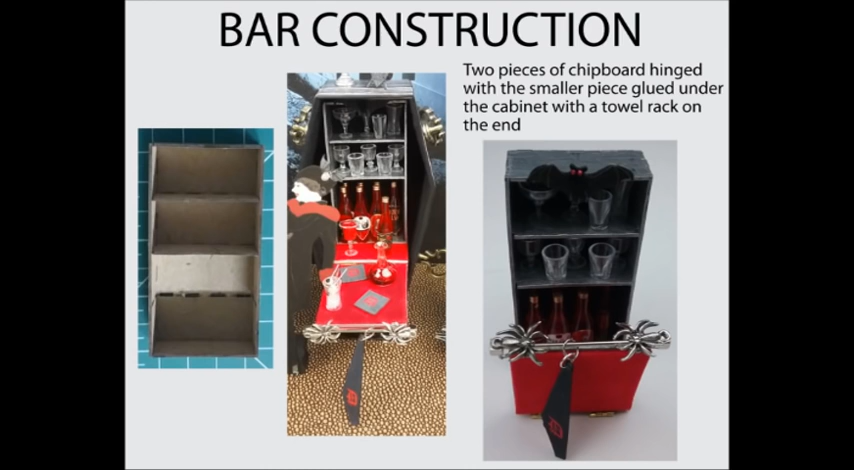 BAR CONSTRUCTION
Two pieces of chipboard hinged
with the smaller piece glued under
the cabinet with a towel rack on
the end